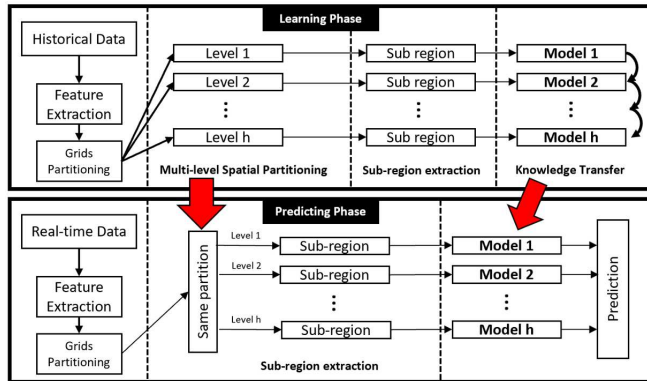 Learning Phase
Historical Data
Feature
Extraction
Grids
Partitioning
Level 1
Level 2
...
Level h
Multi-level Spatial Partitioning
Sub region
Sub region
...
Sub region
Sub-region extraction
Model 1
Model 2
...
Model h
Knowledge Transfer
Predicting Phase
Real-time Data
Feature
Extraction
Grids
Partitioning
Same partition
Level 1
Level 2
Level h
Sub-region
Sub-region
...
Sub-region
Sub-region extraction
Model 1
Model 2
...
Model h
Prediction